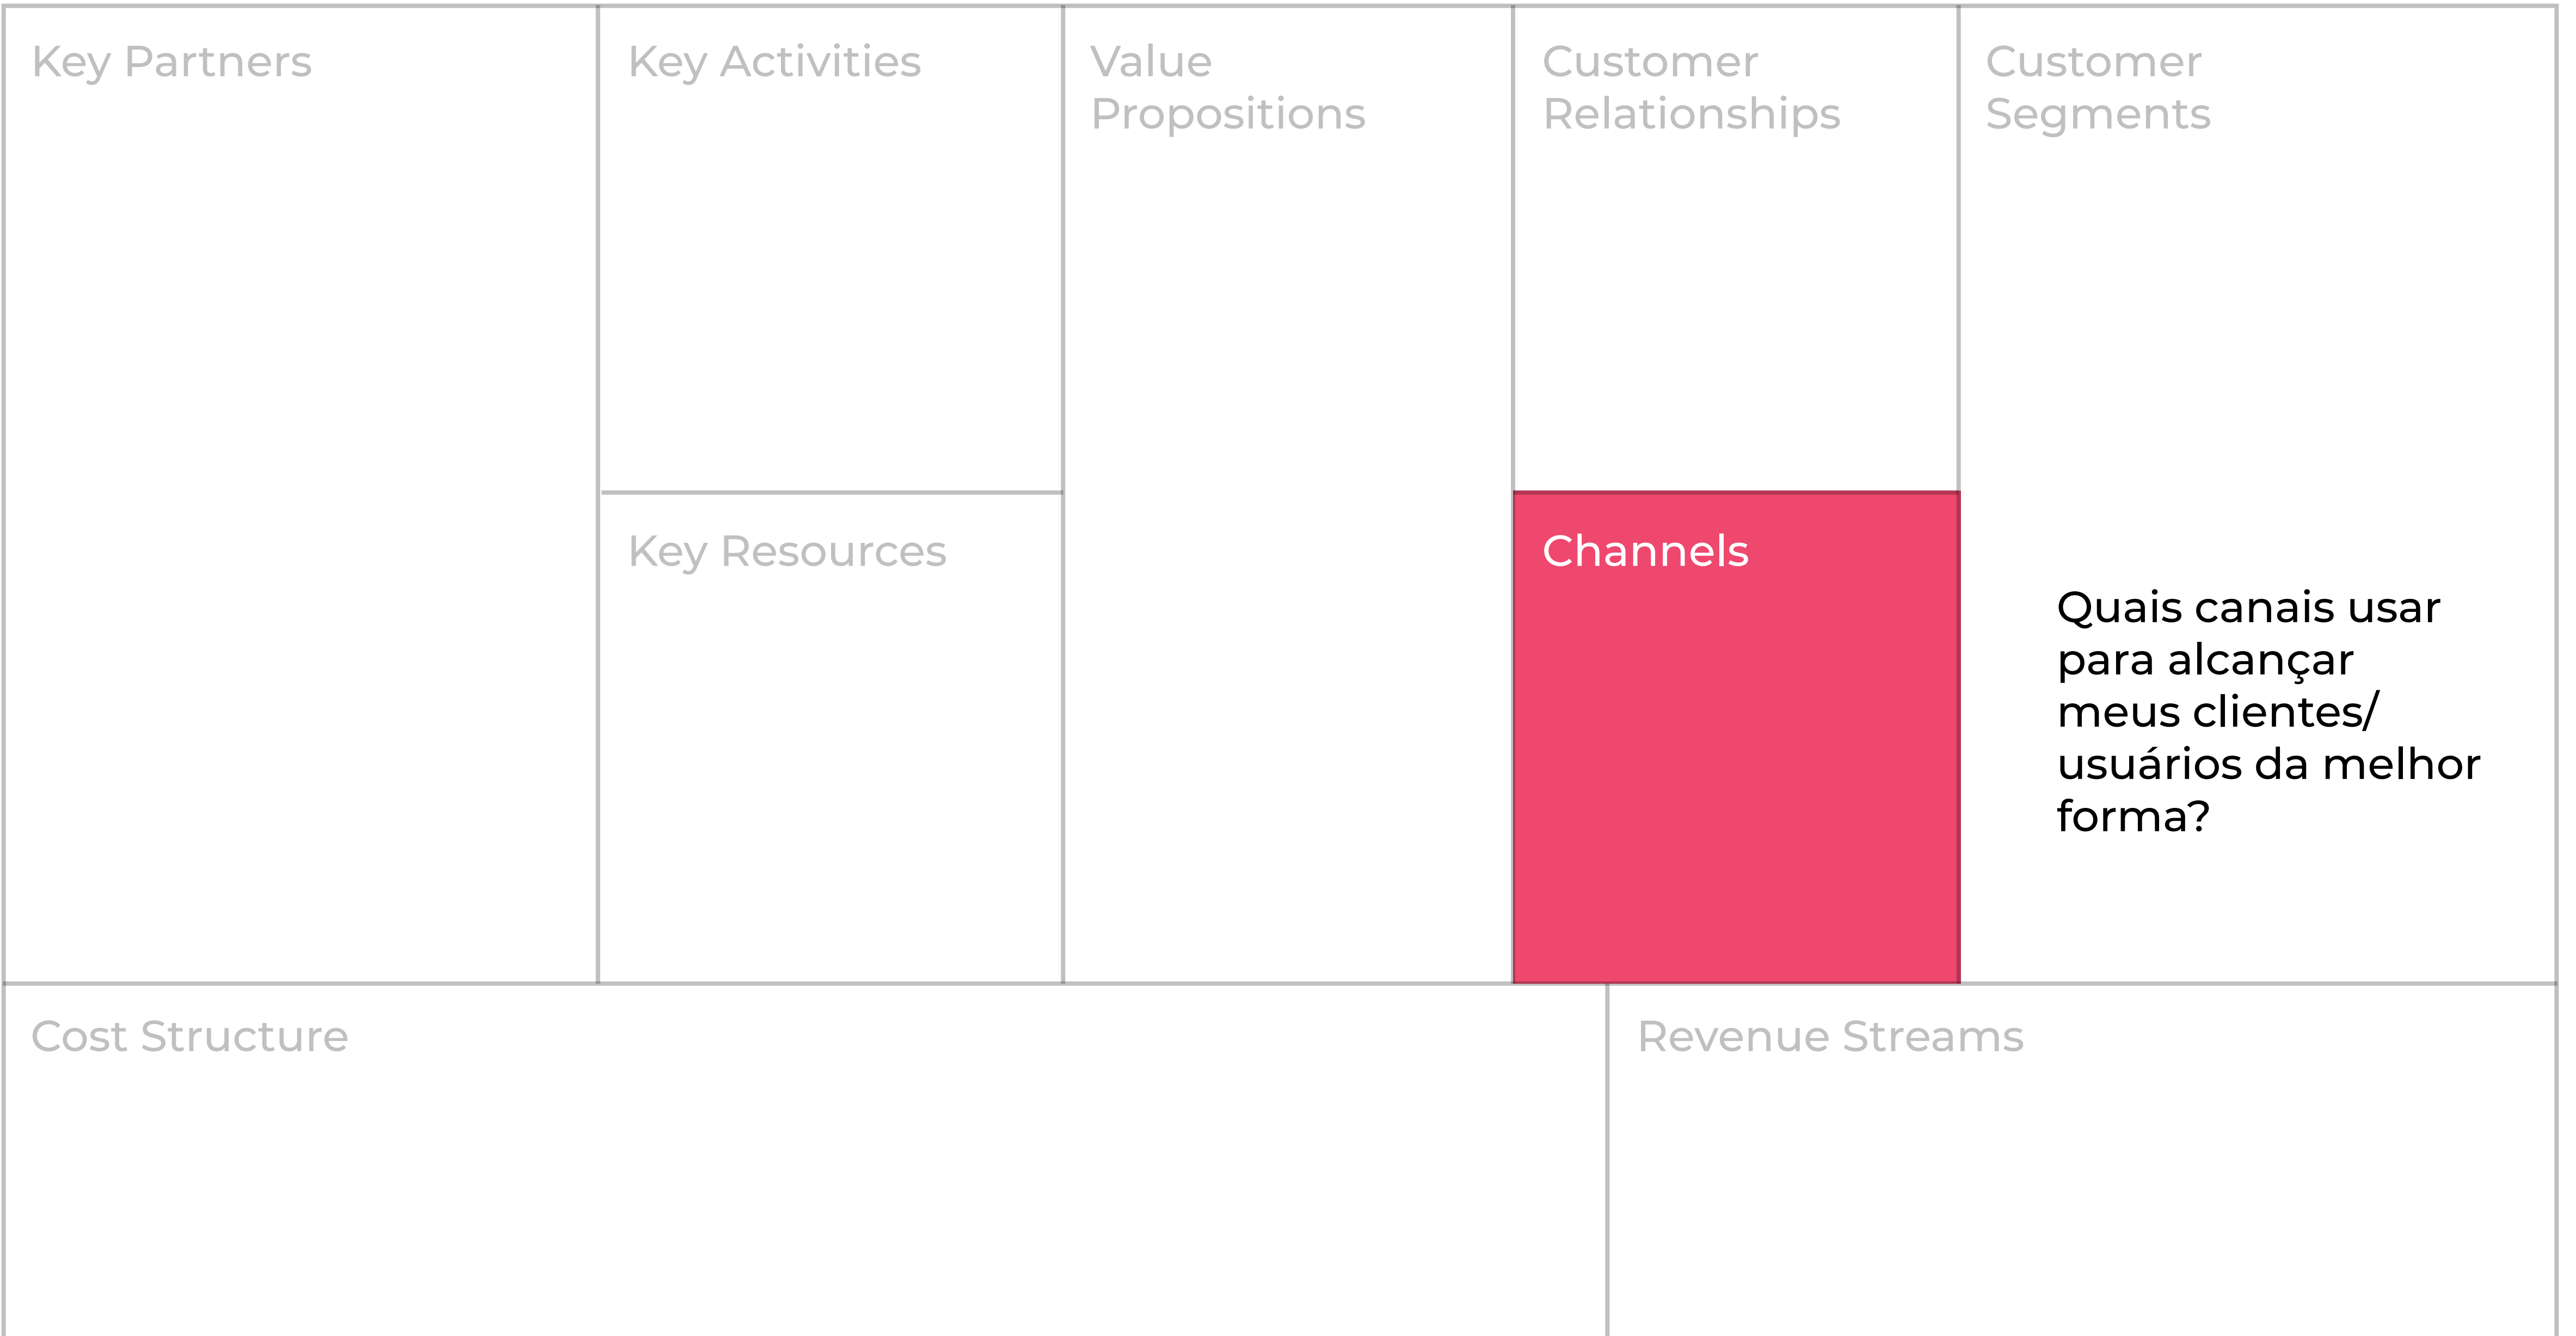 Key Partners
Key Activities
Value
Propositions
Customer
Relationships
Customer
Segments
Key Resources
Channels
Quais canais usar
para alcançar
meus clientes/
usuários da melhor
forma?
Cost Structure
Revenue Streams